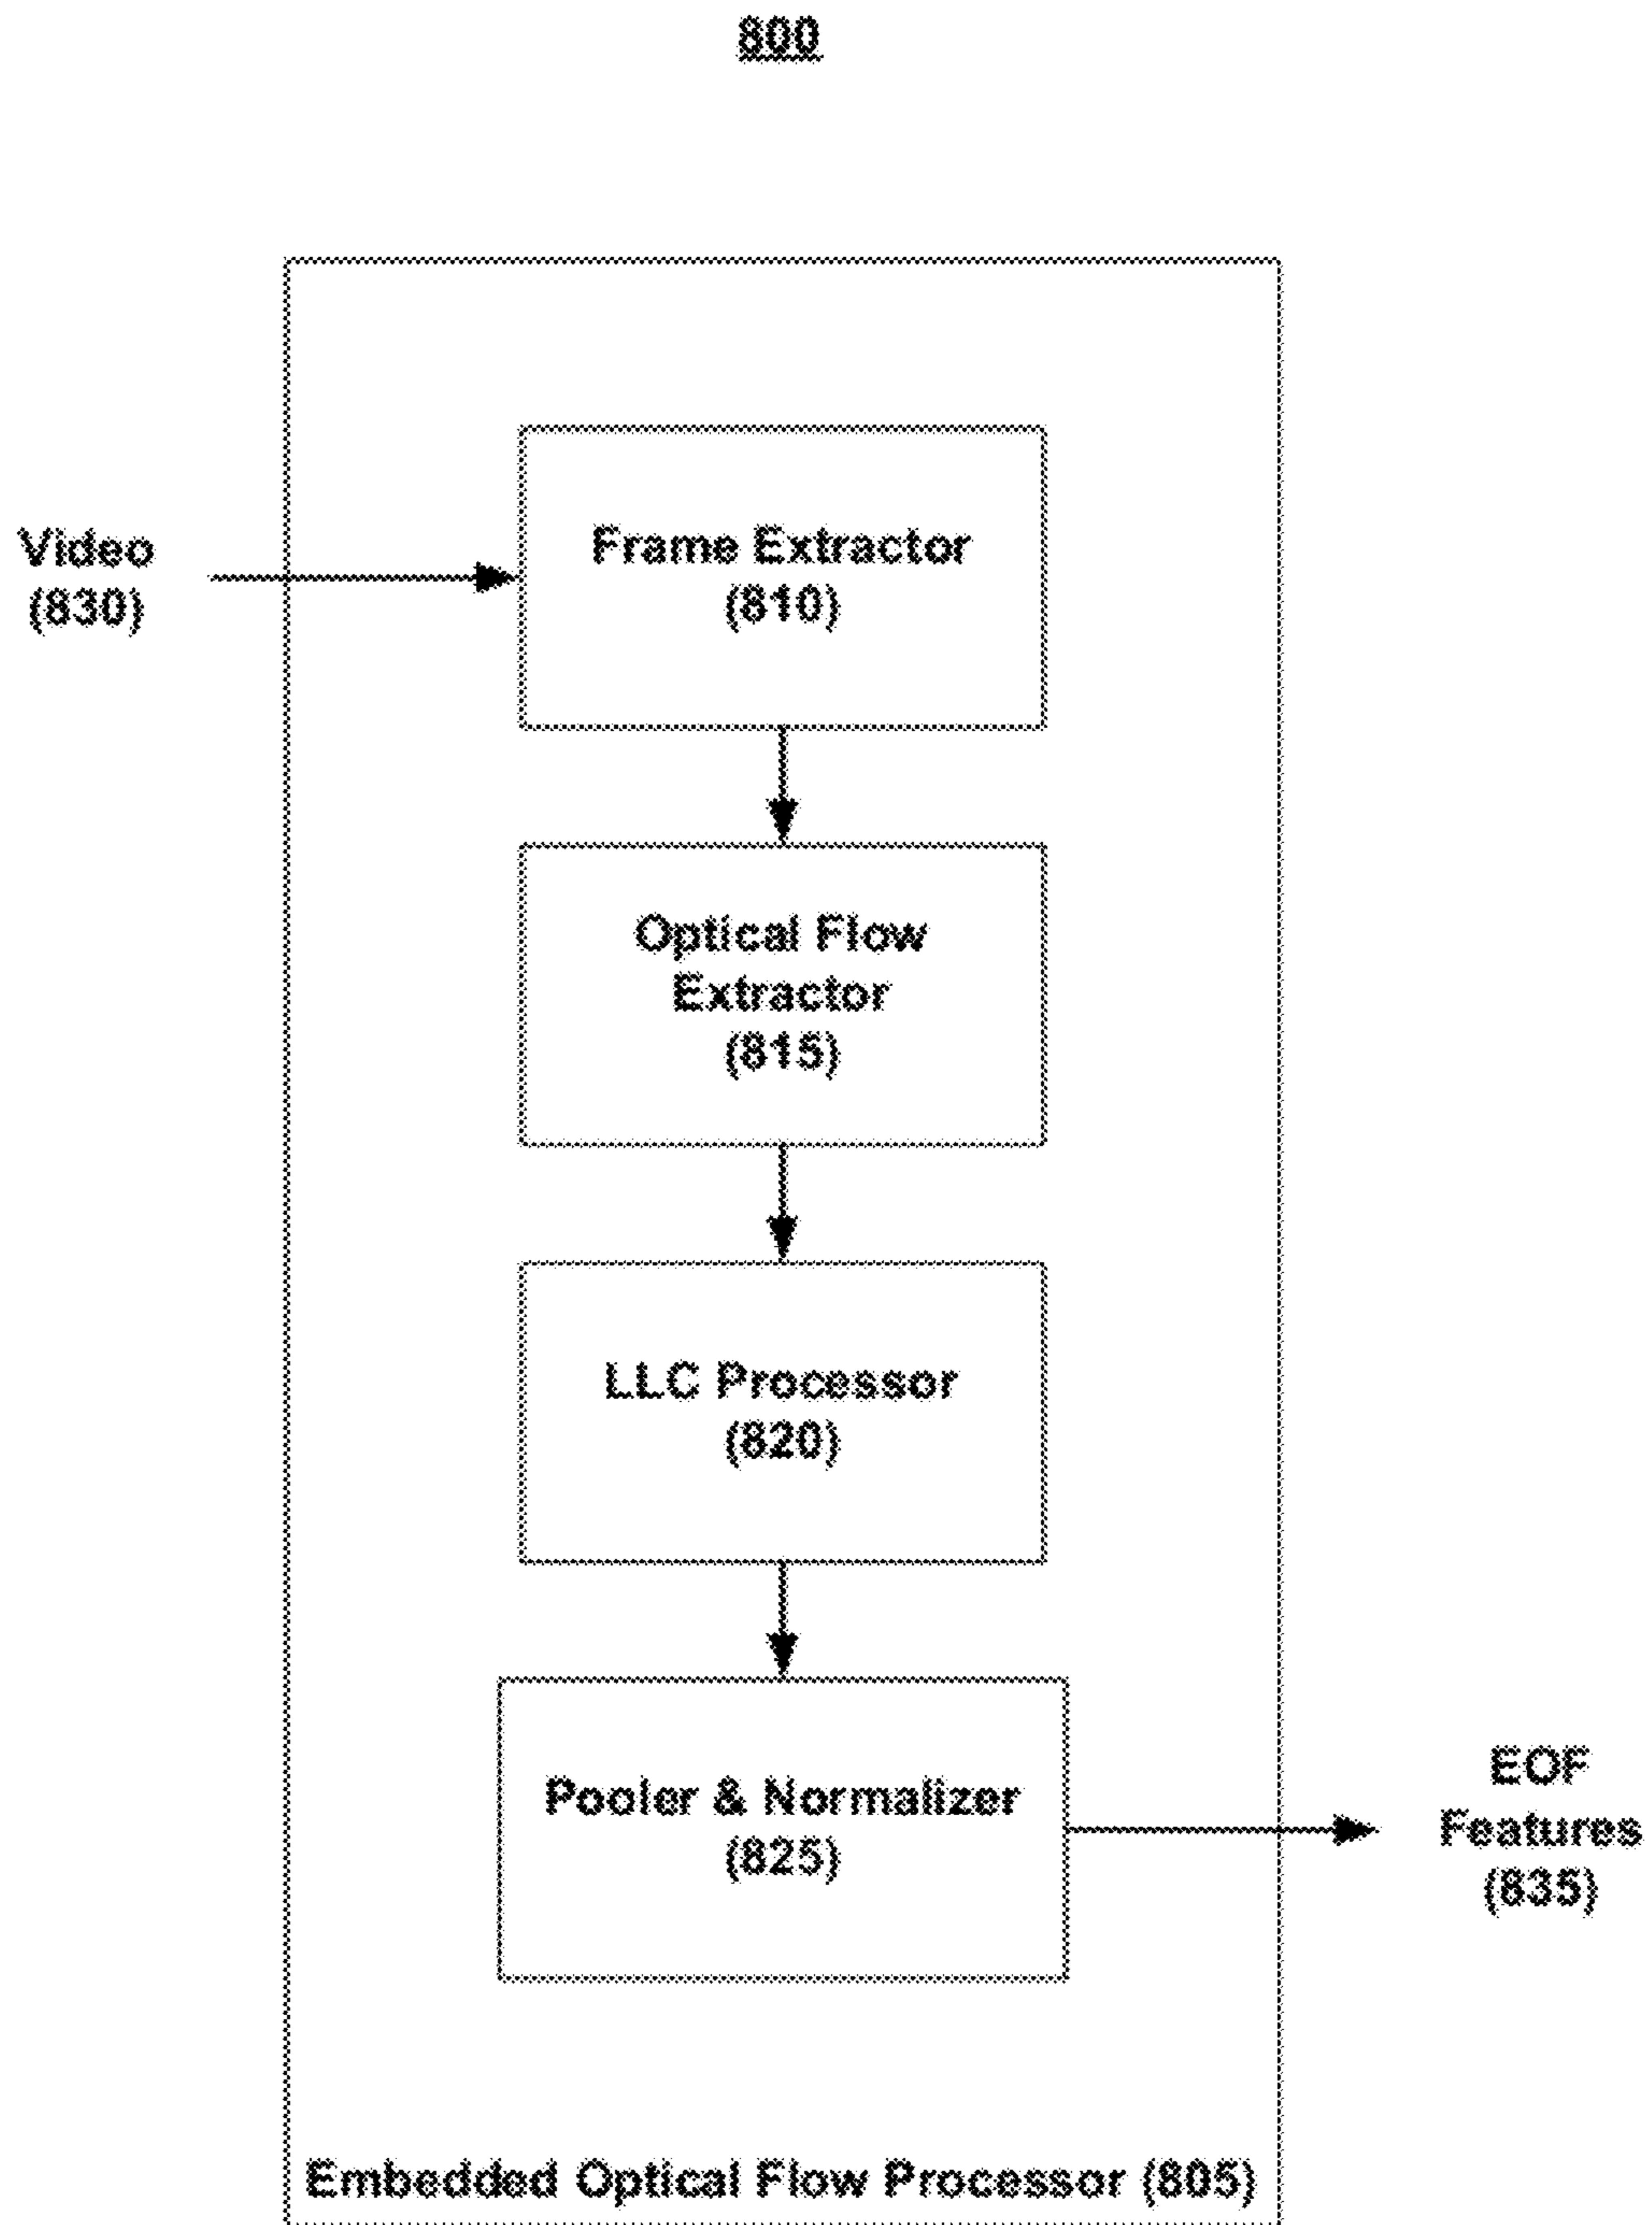 800
Video
(830)
Frame Extractor
(810)
Optical Flow
Extractor
(815)
LLC Processor
(820)
Pooler & Normalizer
(825)
EOF
Features
(835)
Embedded Optical Flow Processor (805)